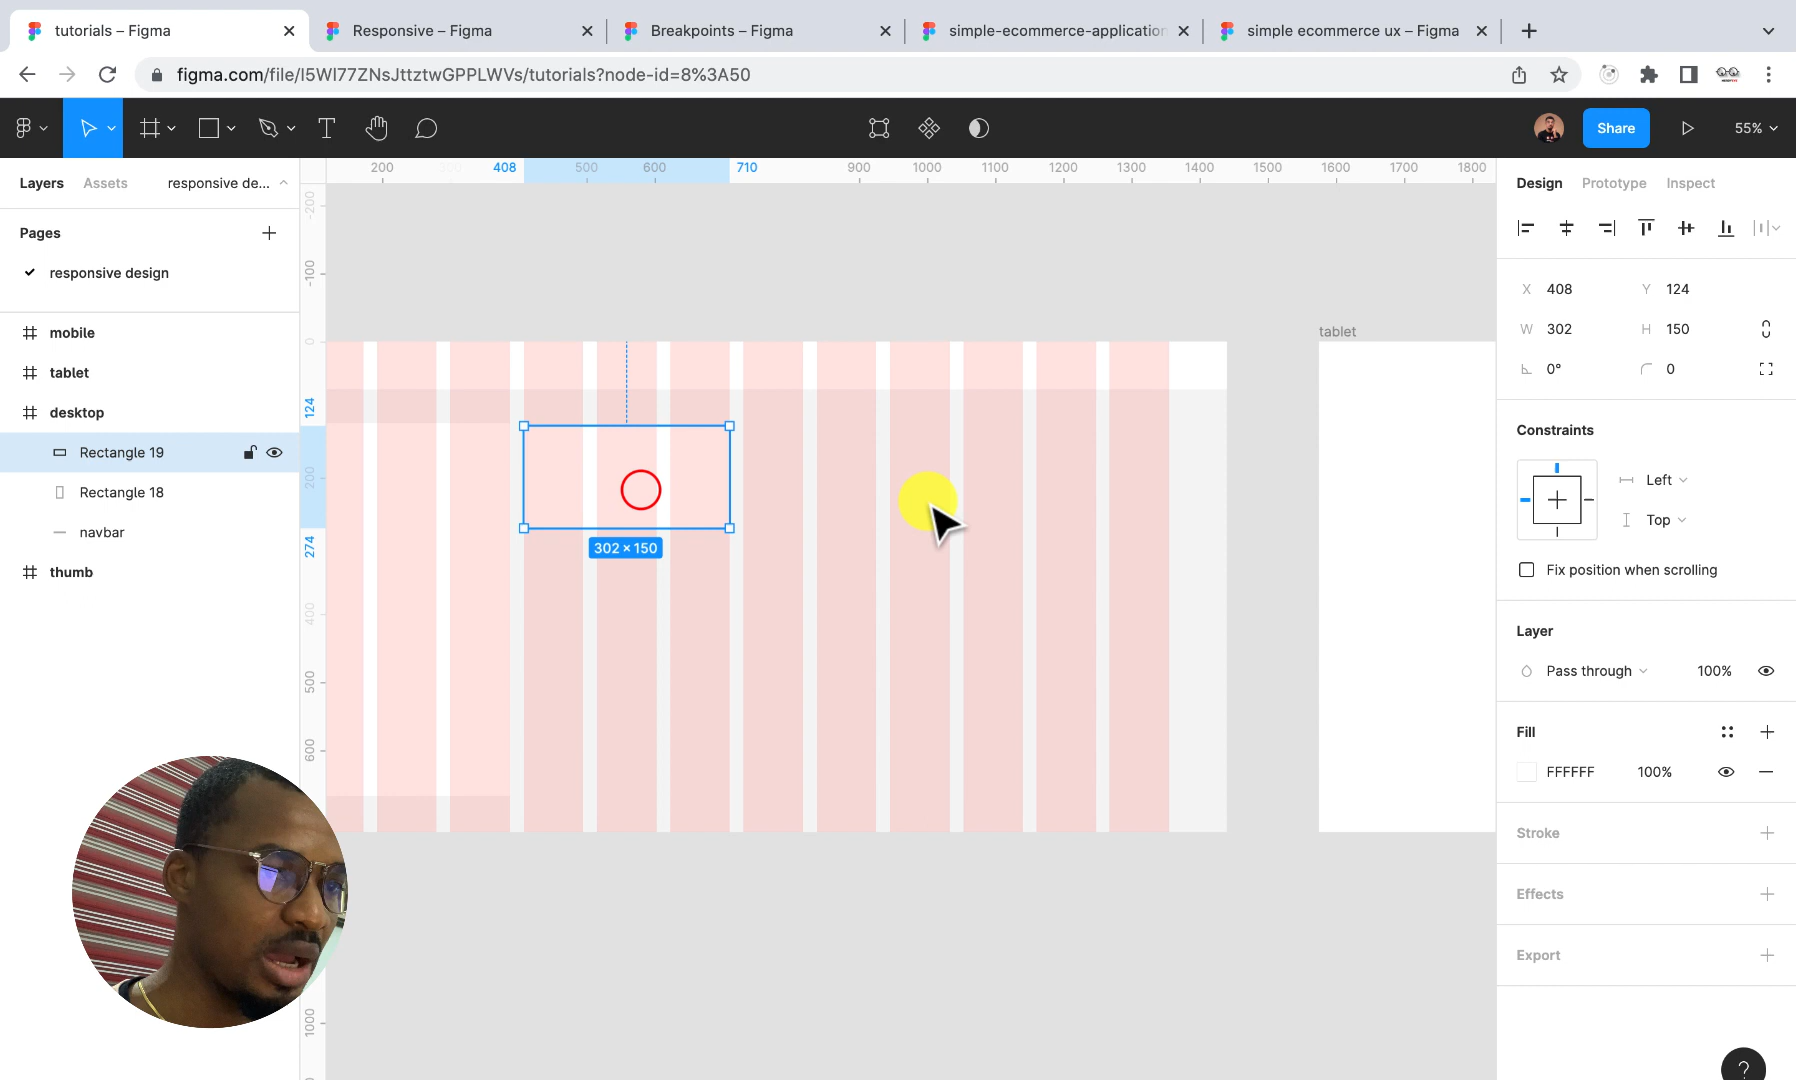 tutorials – Figma
Responsive – Figma
Breakpoints – Figma
simple-ecommerce-application
simple ecommerce ux – Figma
figma.com/file/I5WI77ZNsJttztwGPPLWVs/tutorials?node-id=8%3A50
Share
55%
Layers
Assets
responsive de...
Pages
responsive design
mobile
tablet
desktop
Rectangle 19
Rectangle 18
navbar
thumb
200 300 408 500 600 710 900 1000 1100 1200 1300 1400 1500 1600 1700 1800
-200
-100
0
124
200
274
400
500
600
1000
tablet
302 × 150
Design
Prototype
Inspect
X 408 Y 124
W 302 H 150
0° 0
Constraints
Left
Top
Fix position when scrolling
Layer
Pass through 100%
Fill
FFFFFF 100%
Stroke
Effects
Export
?